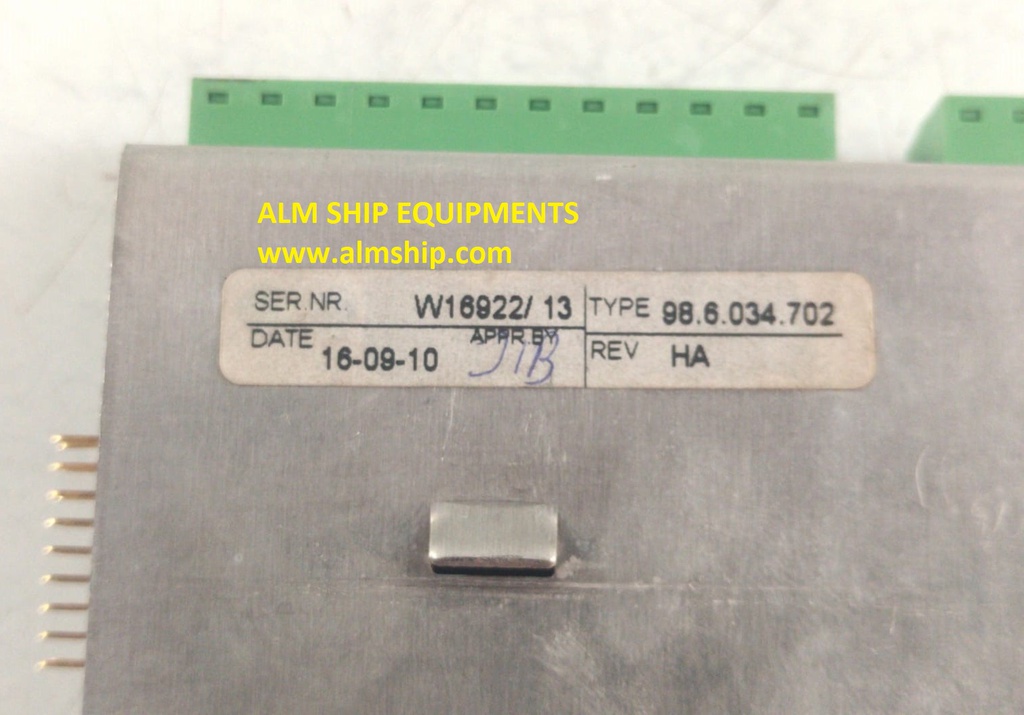 ALM SHIP EQUIPMENTS
www.almship.com
SER.NR. W16922/ 13 TYPE 98.6.034.702
DATE 16-09-10 APPR.BY REV HA